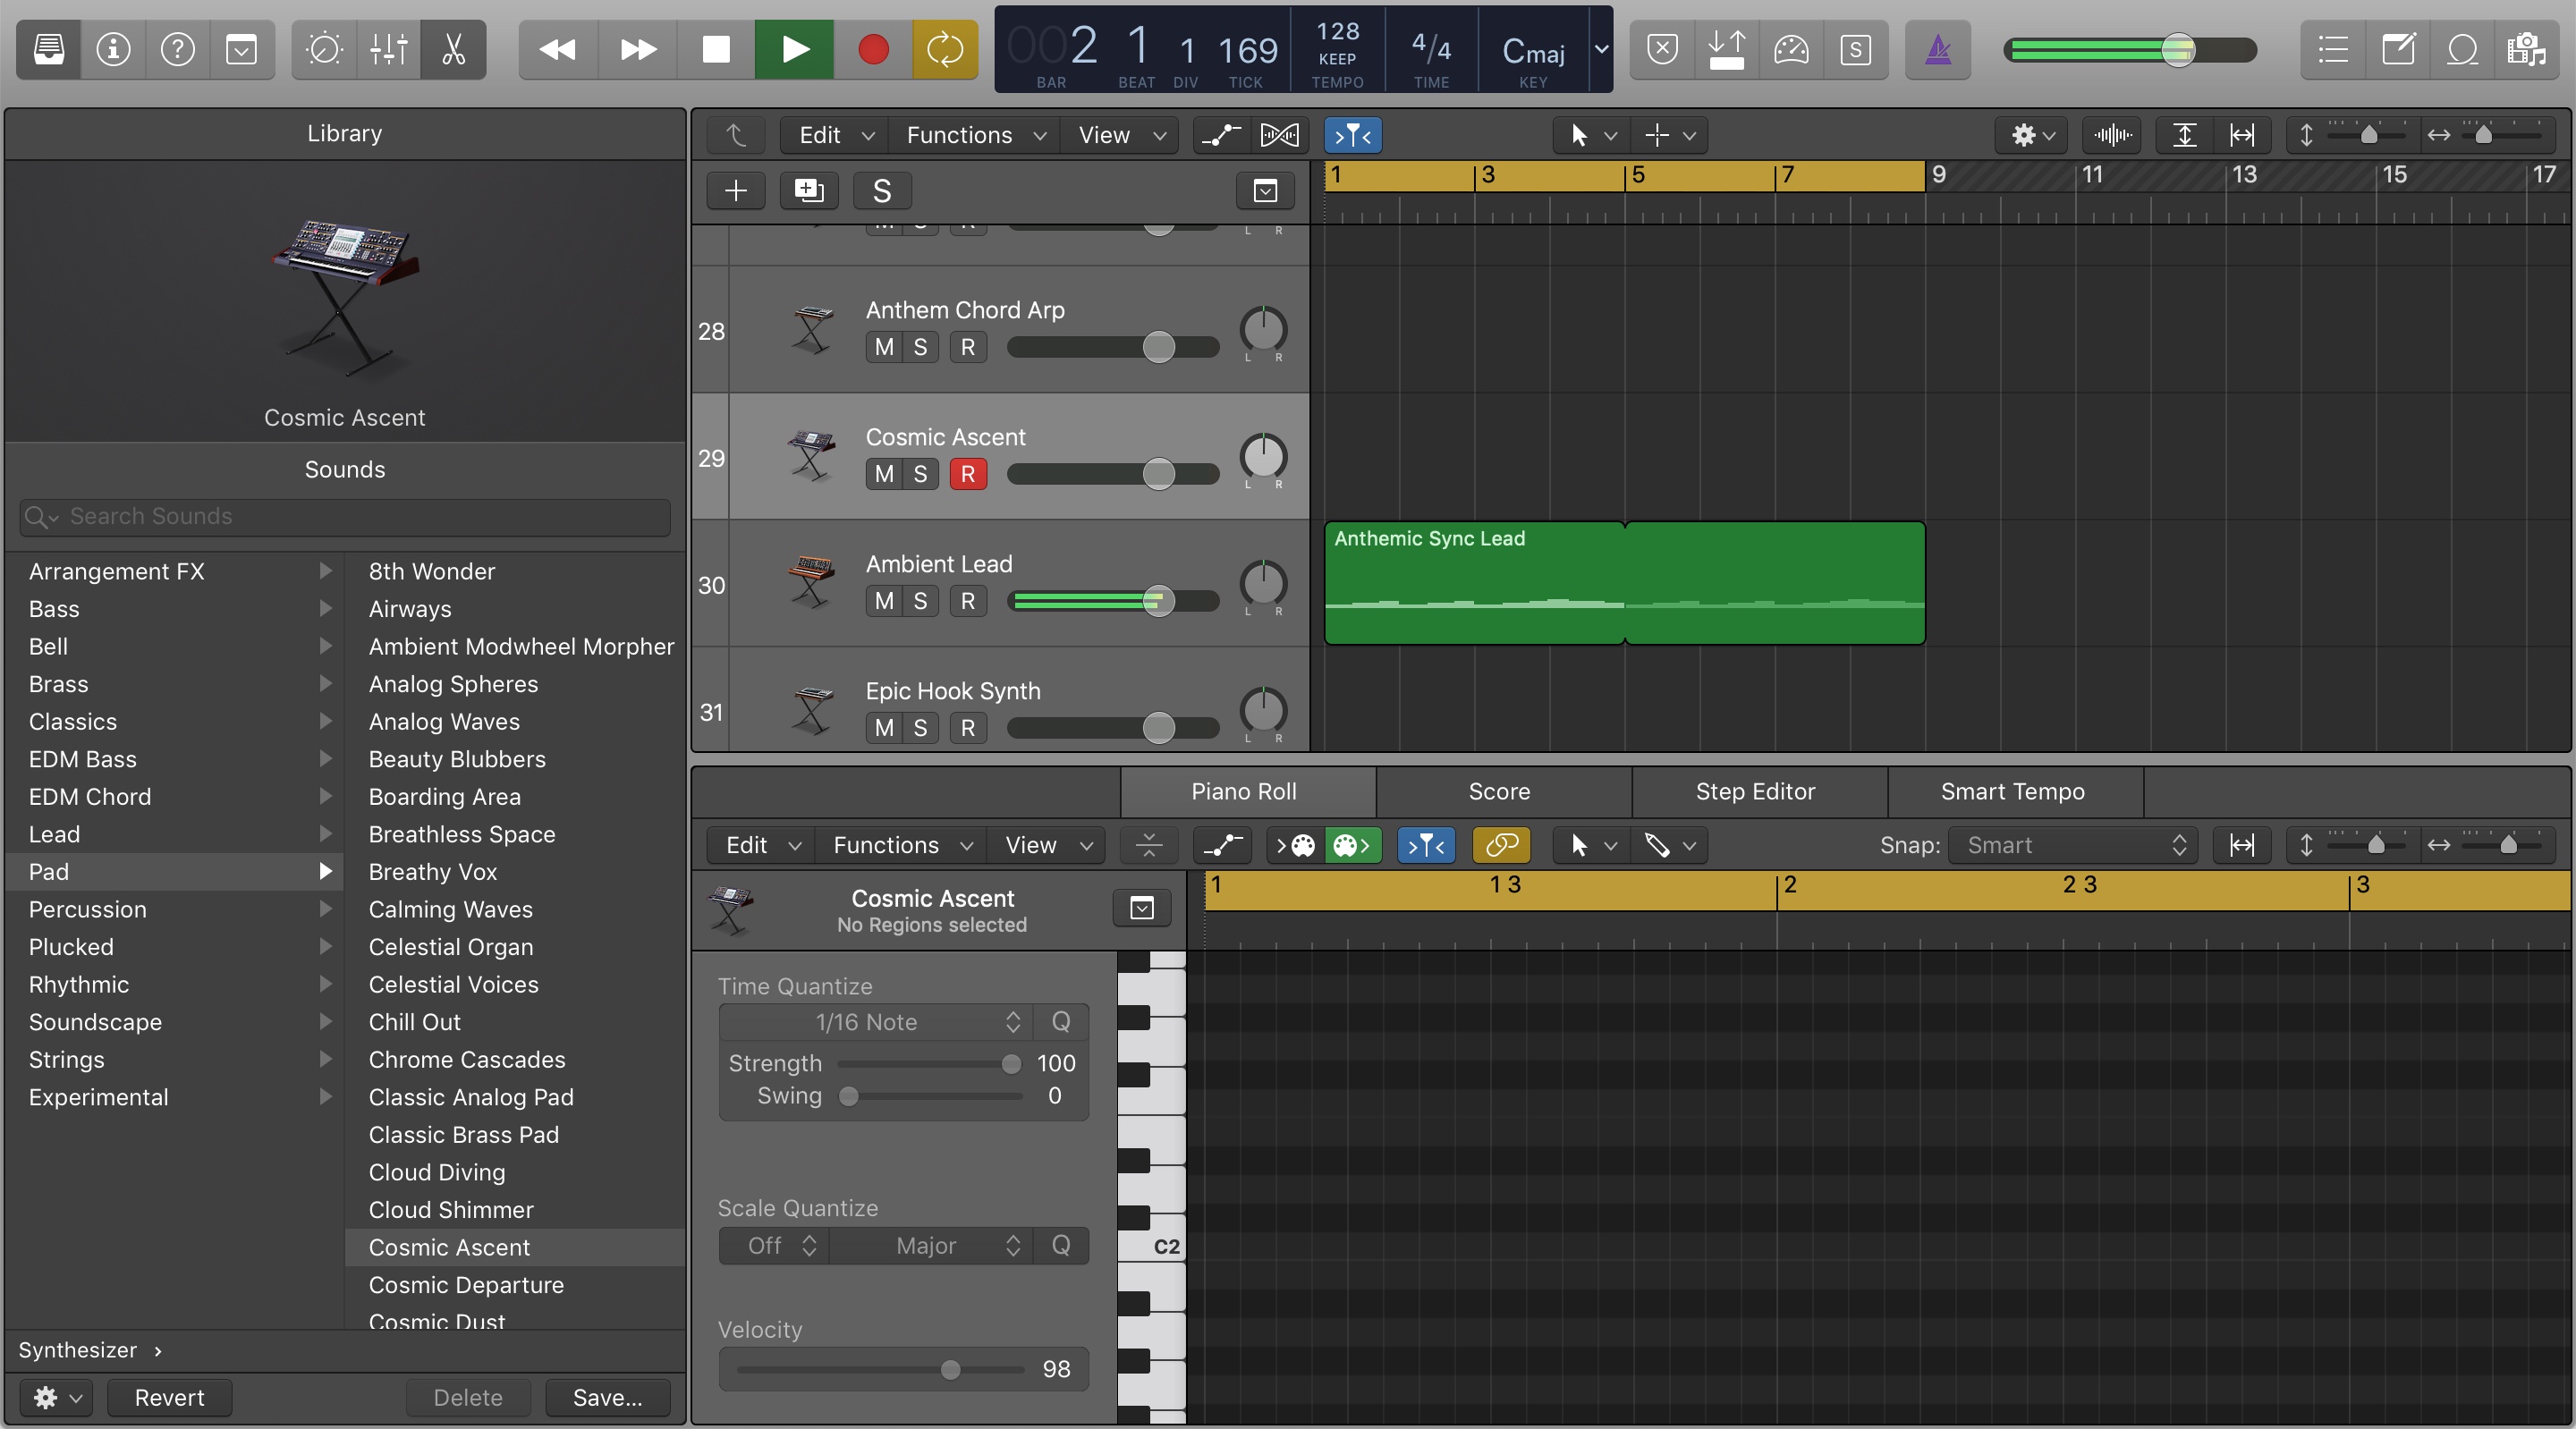 002 1 1 169 128 4/4 Cmaj
KEEP
BAR BEAT DIV TICK TEMPO TIME KEY
S
Library
Cosmic Ascent
Sounds
Search Sounds
Arrangement FX
Bass
Bell
Brass
Classics
EDM Bass
EDM Chord
Lead
Pad
Percussion
Plucked
Rhythmic
Soundscape
Strings
Experimental
8th Wonder
Airways
Ambient Modwheel Morpher
Analog Spheres
Analog Waves
Beauty Blubbers
Boarding Area
Breathless Space
Breathy Vox
Calming Waves
Celestial Organ
Celestial Voices
Chill Out
Chrome Cascades
Classic Analog Pad
Classic Brass Pad
Cloud Diving
Cloud Shimmer
Cosmic Ascent
Cosmic Departure
Cosmic Dust
Synthesizer
Revert Delete Save...
Edit Functions View
S
1 3 5 7 9 11 13 15 17
M S R
L R
28 Anthem Chord Arp
M S R
L R
29 Cosmic Ascent
M S R
L R
30 Ambient Lead
M S R
L R
Anthemic Sync Lead
31 Epic Hook Synth
M S R
L R
Piano Roll Score Step Editor Smart Tempo
Edit Functions View Snap: Smart
Cosmic Ascent
No Regions selected
1 1 3 2 2 3 3
Time Quantize
1/16 Note Q
Strength 100
Swing 0
Scale Quantize
Off Major Q
Velocity
98
C2